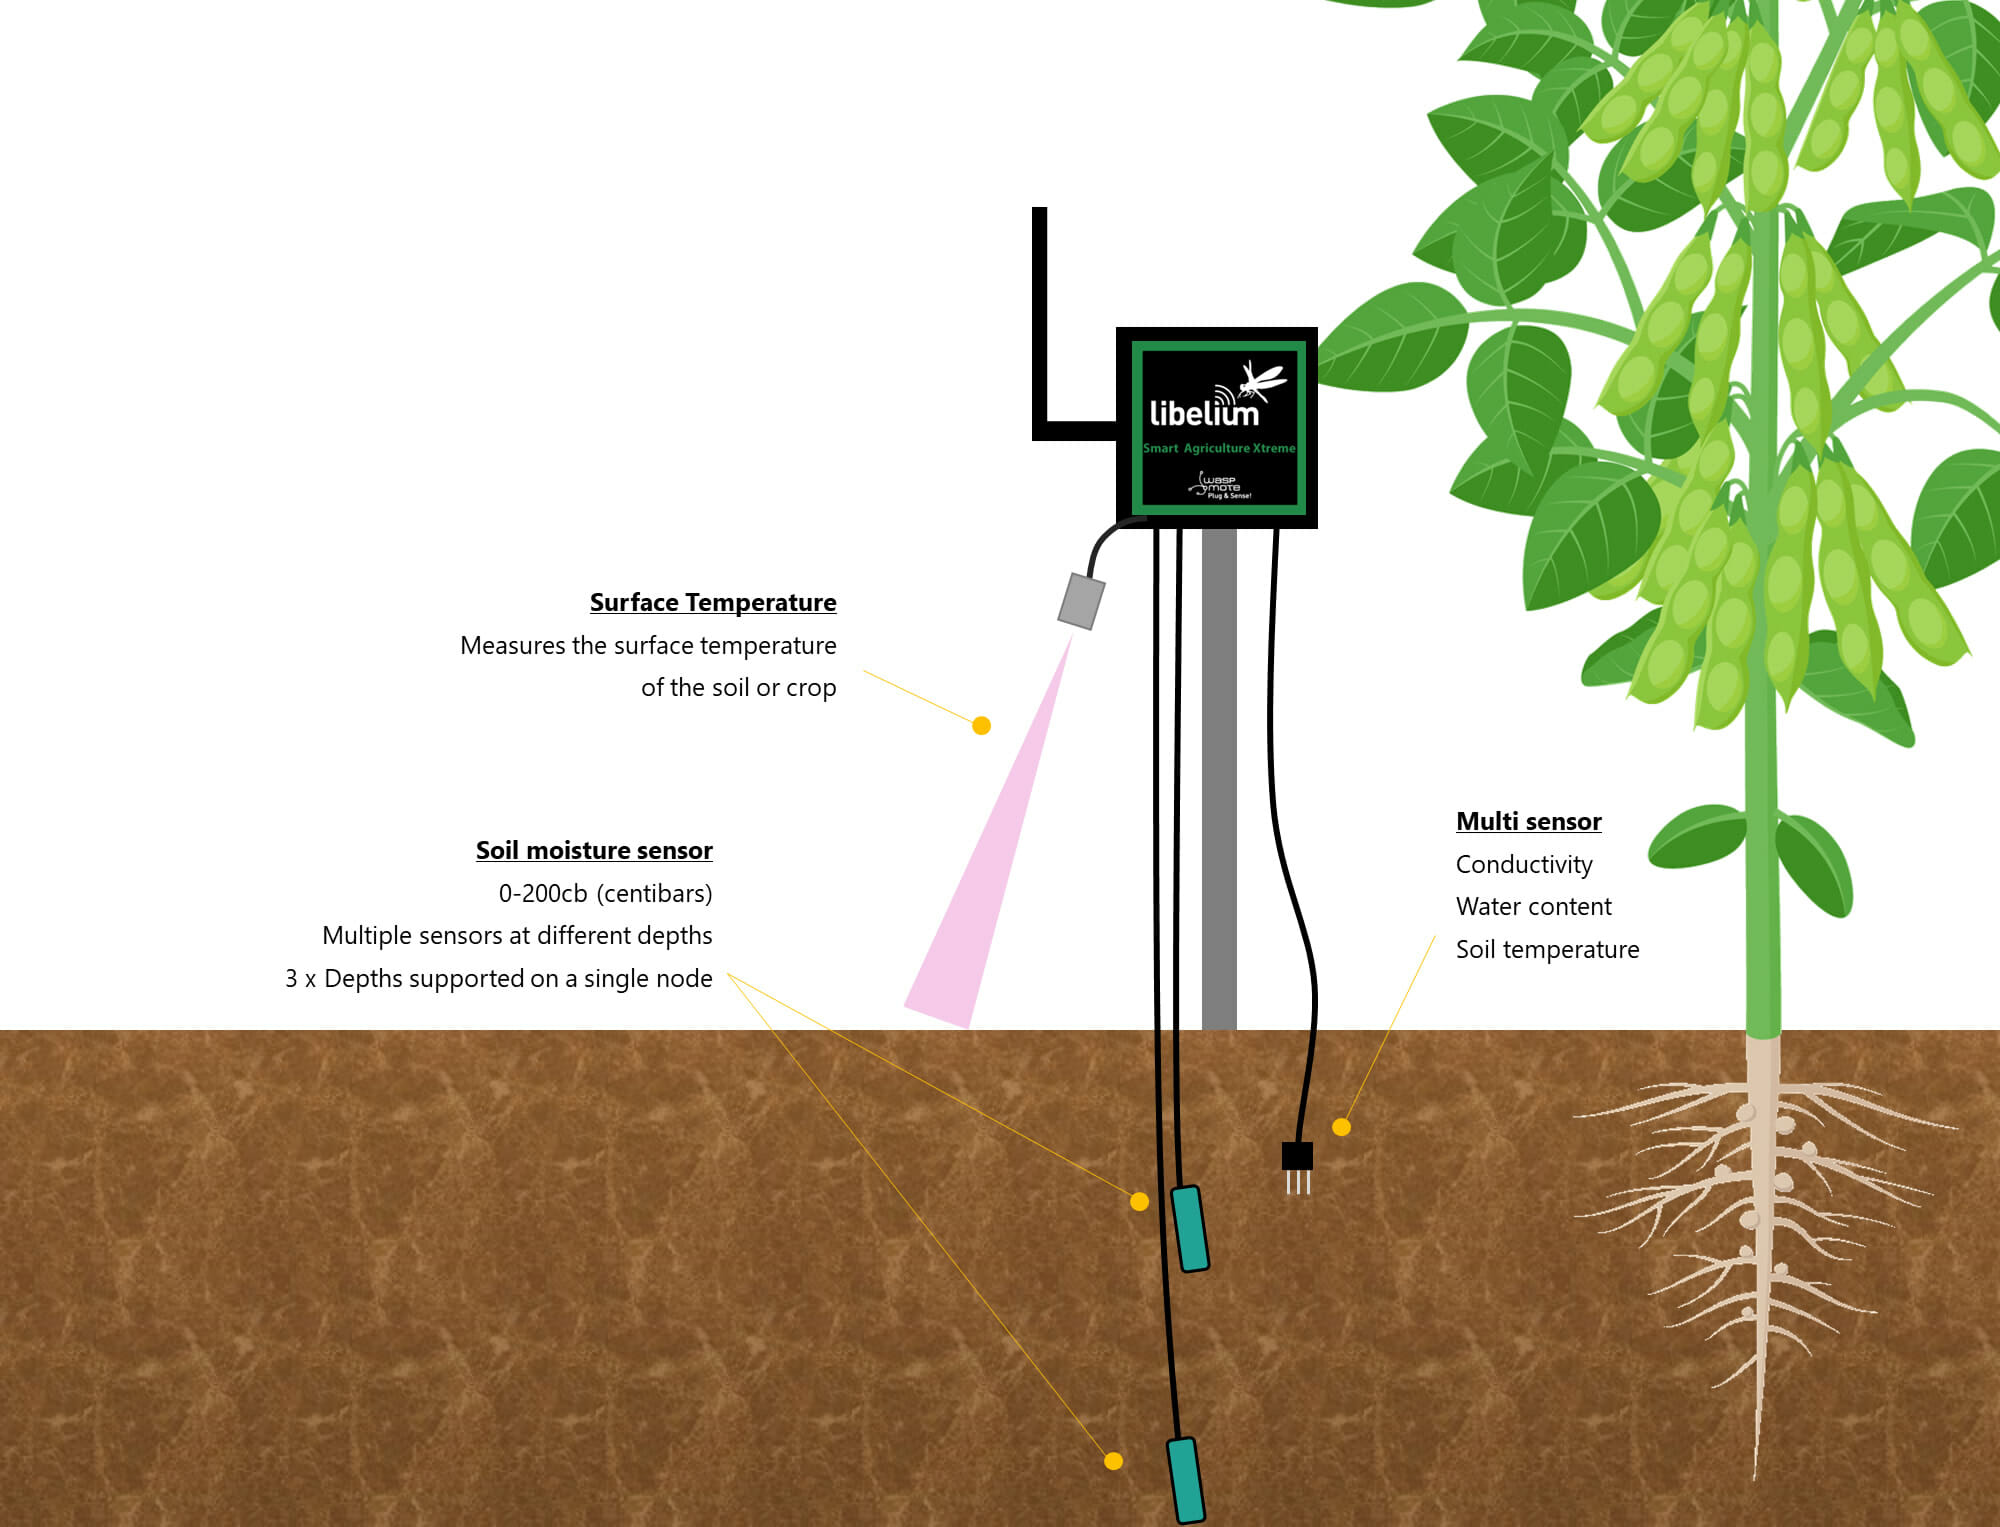 libelium
Smart Agriculture Xtreme
wasp
mote
Plug & Sense!
Surface Temperature
Measures the surface temperature
of the soil or crop
Soil moisture sensor
0-200cb (centibars)
Multiple sensors at different depths
3 x Depths supported on a single node
Multi sensor
Conductivity
Water content
Soil temperature